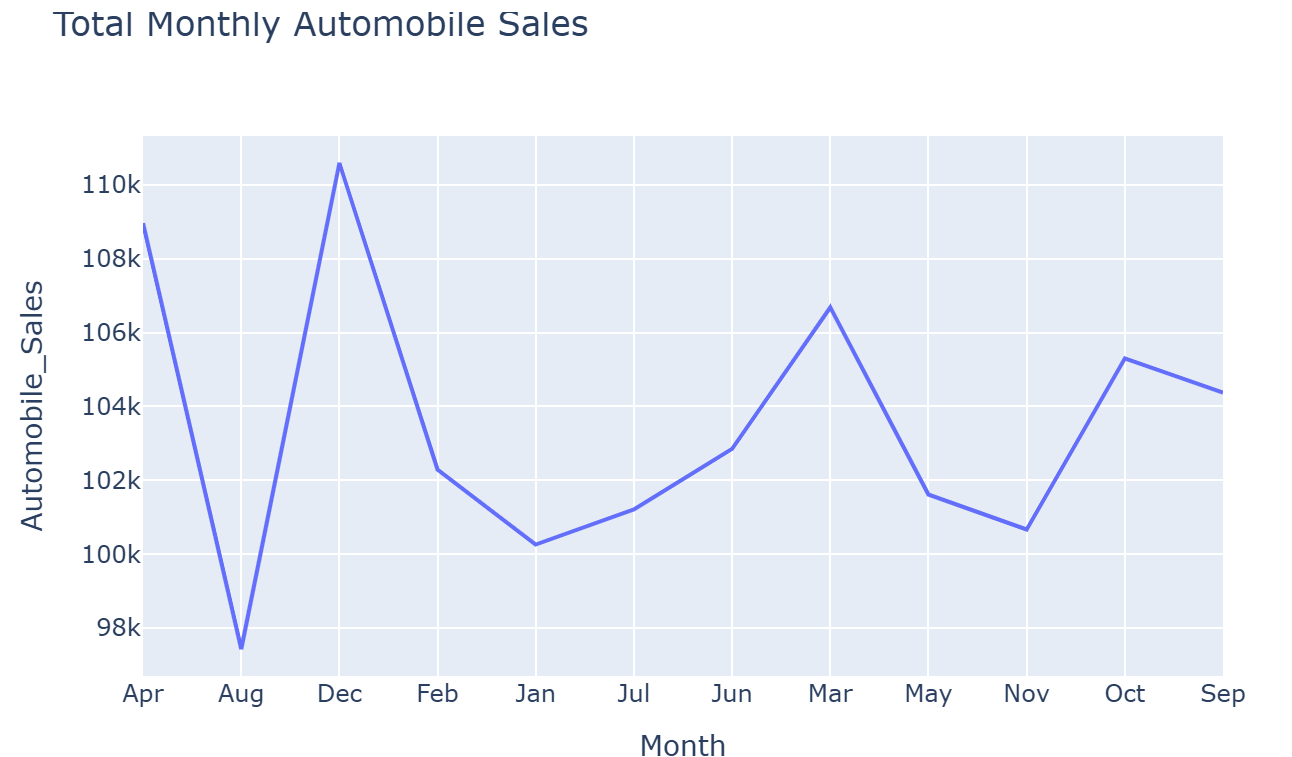 Total Monthly Automobile Sales
110k
108k
106k
104k
102k
100k
98k
Automobile_Sales
Apr Aug Dec Feb Jan Jul Jun Mar May Nov Oct Sep
Month